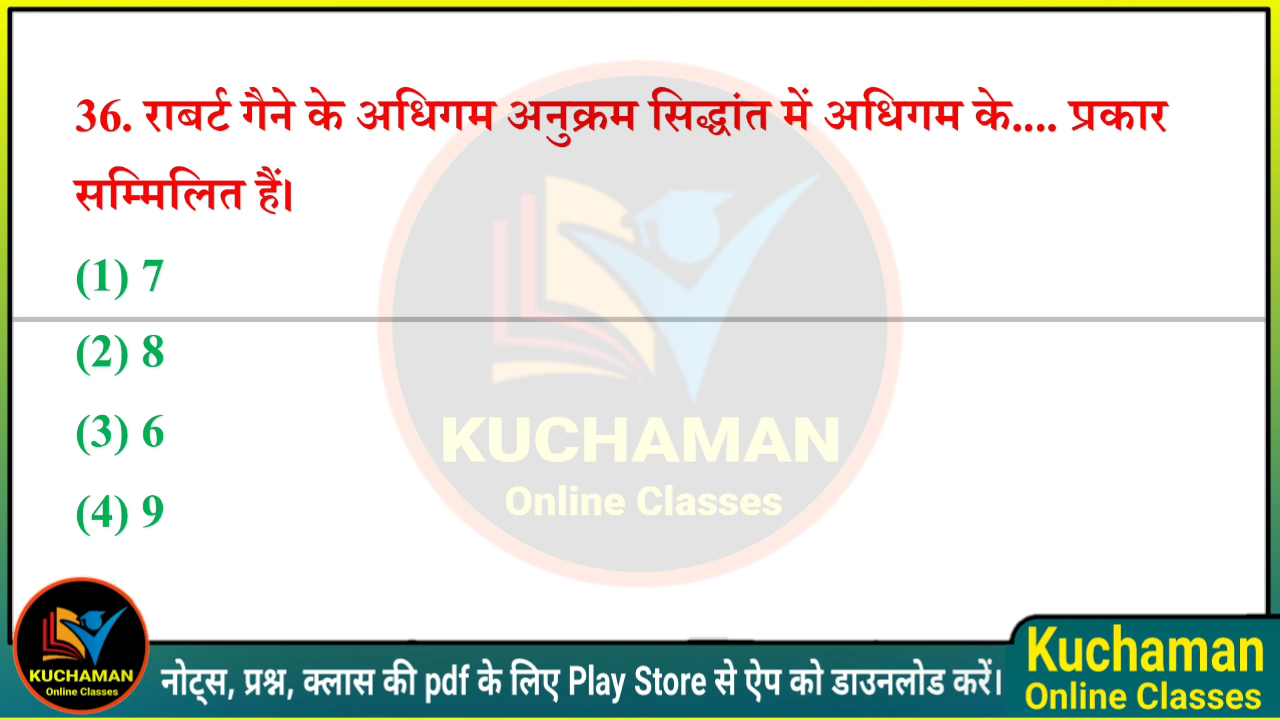 36. राबर्ट गैने के अधिगम अनुक्रम सिद्धांत में अधिगम के.... प्रकार
सम्मिलित हैं।
(1) 7
(2) 8
(3) 6
(4) 9
KUCHAMAN
Online Classes
KUCHAMAN
Online Classes
नोट्स, प्रश्न, क्लास की pdf के लिए Play Store से ऐप को डाउनलोड करें।
Kuchaman
Online Classes